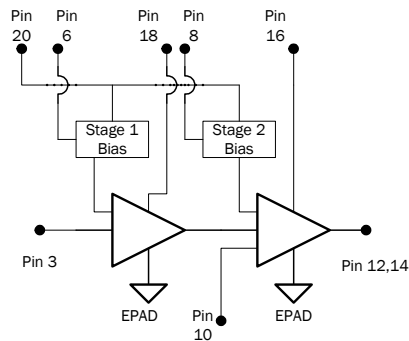 Pin
20
Pin
6
Pin
18
Pin
8
Pin
16
Stage 1
Bias
Stage 2
Bias
Pin 3
Pin 12,14
EPAD
Pin
10
EPAD